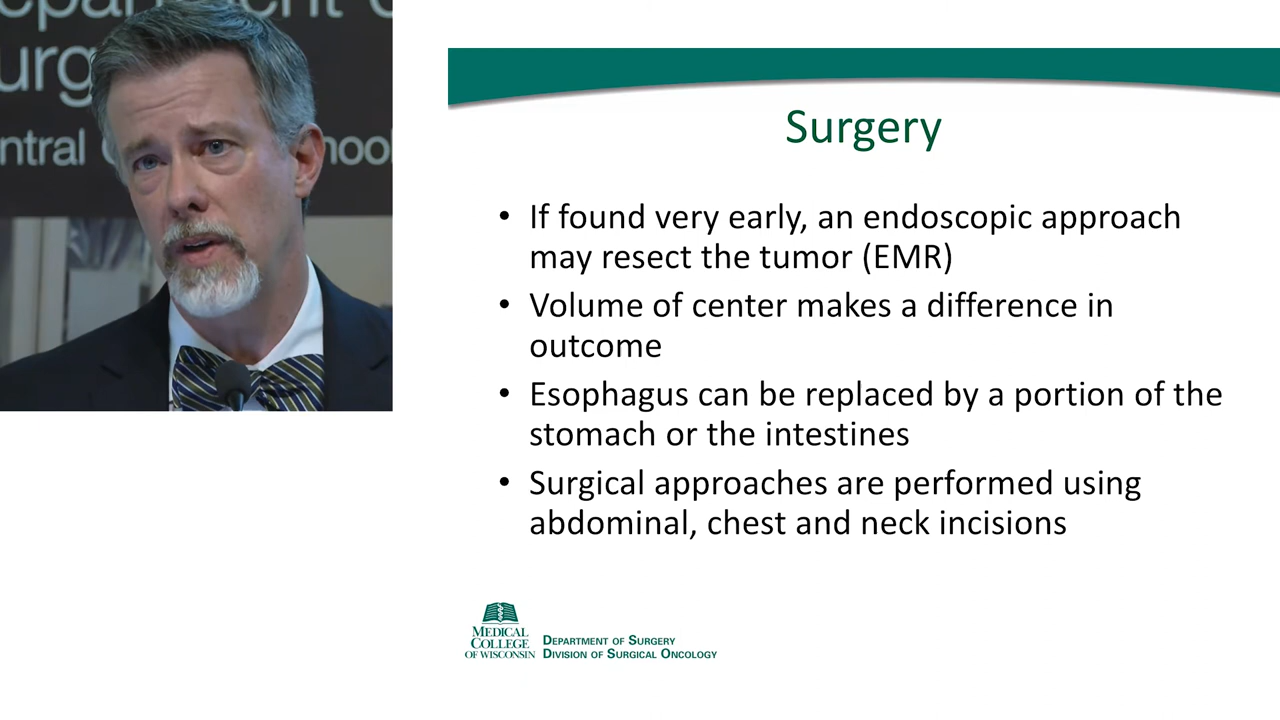 Surgery
• If found very early, an endoscopic approach
may resect the tumor (EMR)
• Volume of center makes a difference in
outcome
• Esophagus can be replaced by a portion of the
stomach or the intestines
• Surgical approaches are performed using
abdominal, chest and neck incisions
MEDICAL
COLLEGE
OF WISCONSIN
DEPARTMENT OF SURGERY
DIVISION OF SURGICAL ONCOLOGY